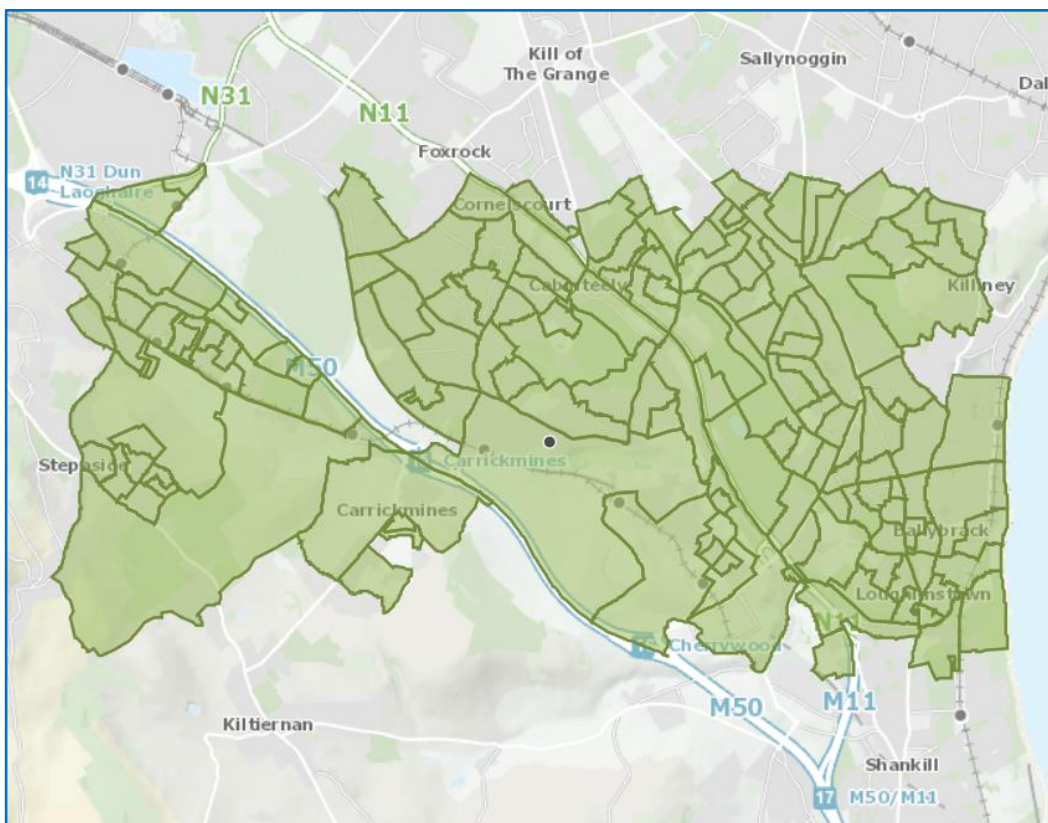 Kill of
The Grange
Sallynoggin
Dal
N31
N11
Foxrock
14
N31 Dun
Laoghaire
Cornelscourt
Cabinteely
Killiney
M50
Stepaside
Carrickmines
Carrickmines
Ballybrack
Loughlinstown
N11
16
Cherrywood
M50
M11
Kiltiernan
Shankill
17
M50/M11